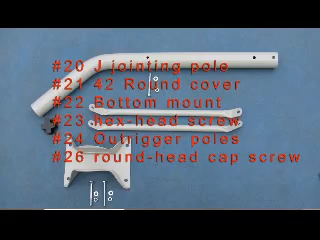 #20 J jointing pole
#21 42 Round cover
#22 Bottom mount
#23 hex-head screw
#24 Outrigger poles
#26 round-head cap screw